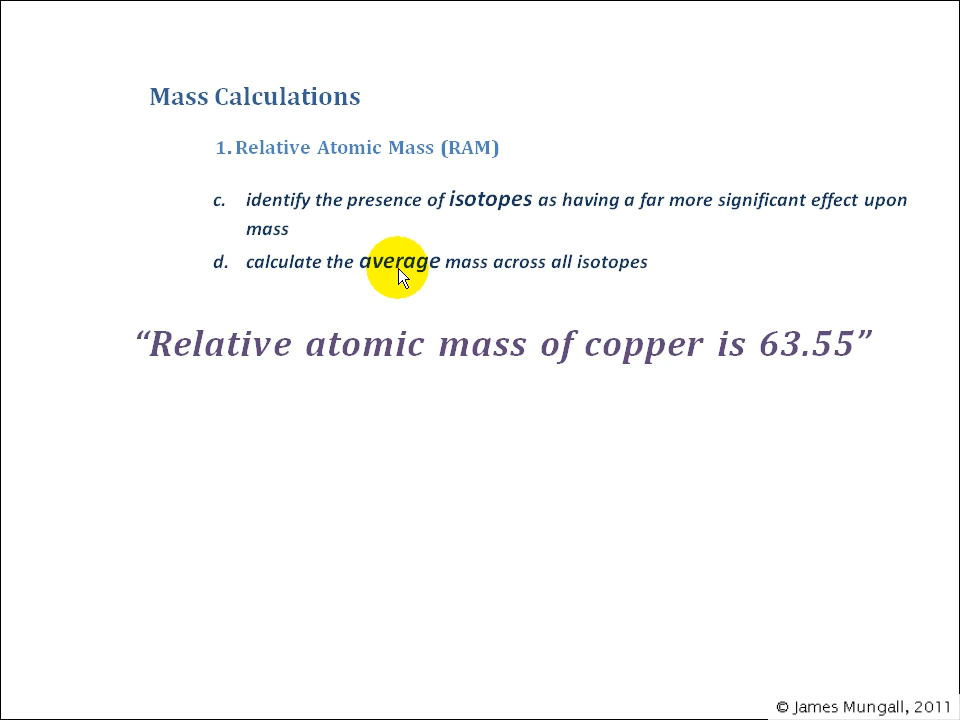 Mass Calculations
1. Relative Atomic Mass (RAM)
c. identify the presence of isotopes as having a far more significant effect upon
mass
d. calculate the average mass across all isotopes
“Relative atomic mass of copper is 63.55”
© James Mungall, 2011